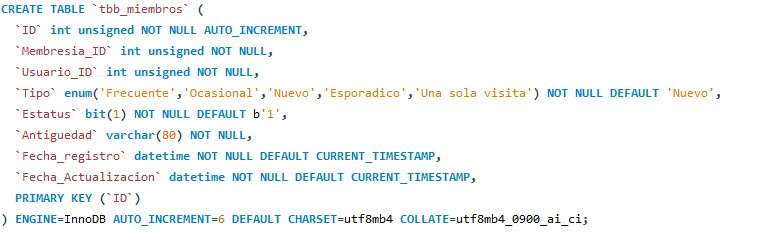 CREATE TABLE `tbb_miembros` (
`ID` int unsigned NOT NULL AUTO_INCREMENT,
`Membresia_ID` int unsigned NOT NULL,
`Usuario_ID` int unsigned NOT NULL,
`Tipo` enum('Frecuente','Ocasional','Nuevo','Esporadico','Una sola visita') NOT NULL DEFAULT 'Nuevo',
`Estatus` bit(1) NOT NULL DEFAULT b'1',
`Antiguedad` varchar(80) NOT NULL,
`Fecha_registro` datetime NOT NULL DEFAULT CURRENT_TIMESTAMP,
`Fecha_Actualizacion` datetime NOT NULL DEFAULT CURRENT_TIMESTAMP,
PRIMARY KEY (`ID`)
) ENGINE=InnoDB AUTO_INCREMENT=6 DEFAULT CHARSET=utf8mb4 COLLATE=utf8mb4_0900_ai_ci;